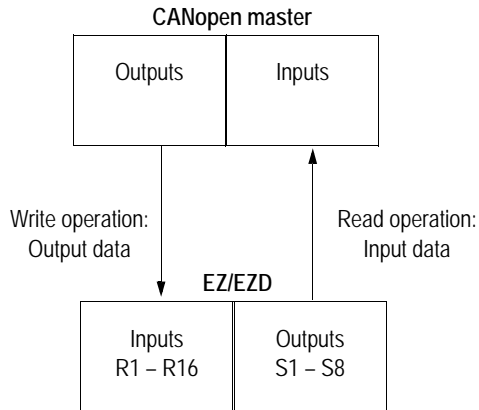 CANopen master
Outputs
Inputs
Write operation:
Output data
Read operation:
Input data
EZ/EZD
Inputs
R1 – R16
Outputs
S1 – S8